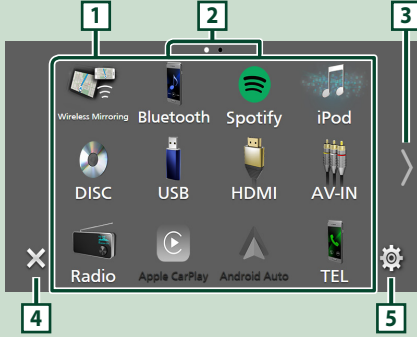 1 2 3
Wireless Mirroring Bluetooth Spotify iPod
DISC USB HDMI AV-IN
Radio Apple CarPlay Android Auto TEL
4 5